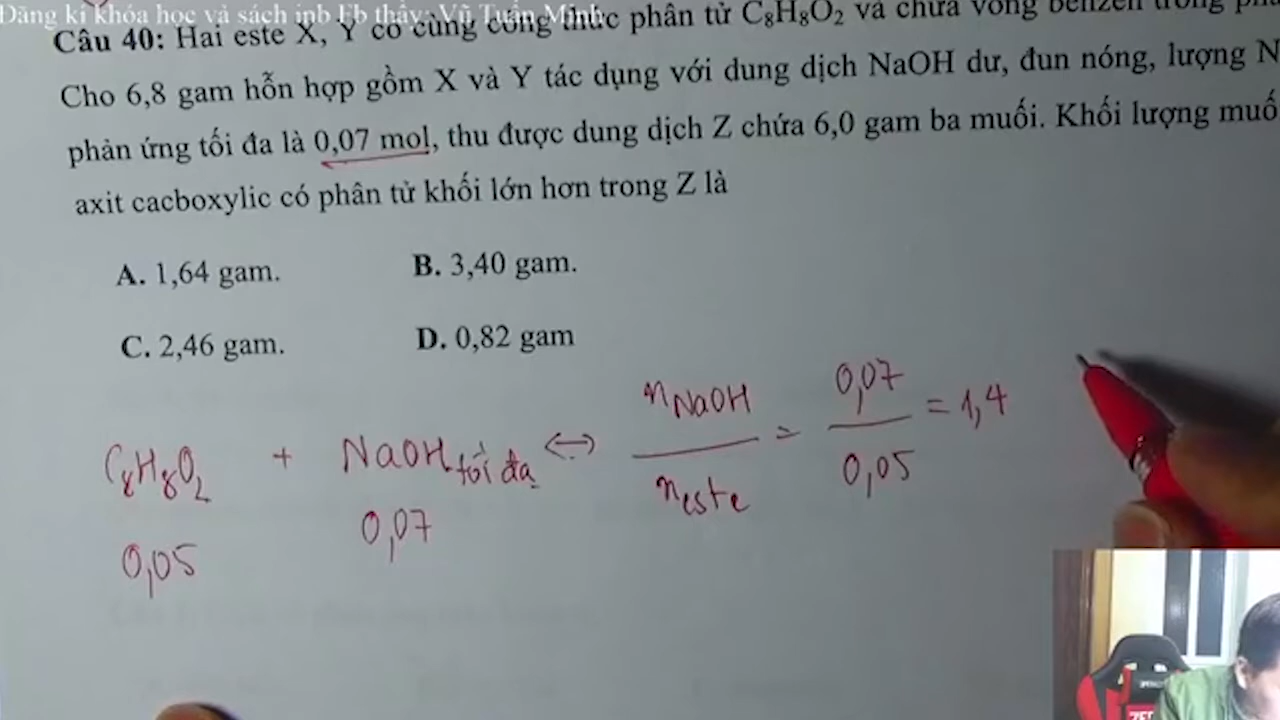 Đăng kí khóa học và sách inb Fb thầy: Vũ Tuấn Minh
Câu 40: Hai este X, Y có cùng công thức phân tử C₈H₈O₂ và chứa vòng benzen trong
Cho 6,8 gam hỗn hợp gồm X và Y tác dụng với dung dịch NaOH dư, đun nóng, lượng N
phản ứng tối đa là 0,07 mol, thu được dung dịch Z chứa 6,0 gam ba muối. Khối lượng muố
axit cacboxylic có phân tử khối lớn hơn trong Z là
A. 1,64 gam. B. 3,40 gam.
C. 2,46 gam. D. 0,82 gam
C₈H₈O₂ + NaOH tối đa ⟺ nNaOH / neste = 0,07 / 0,05 = 1,4
0,05 0,07